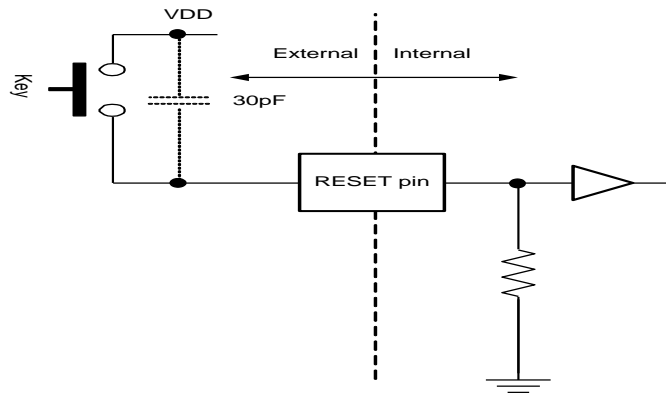 VDD
External
Internal
Key
30pF
RESET pin